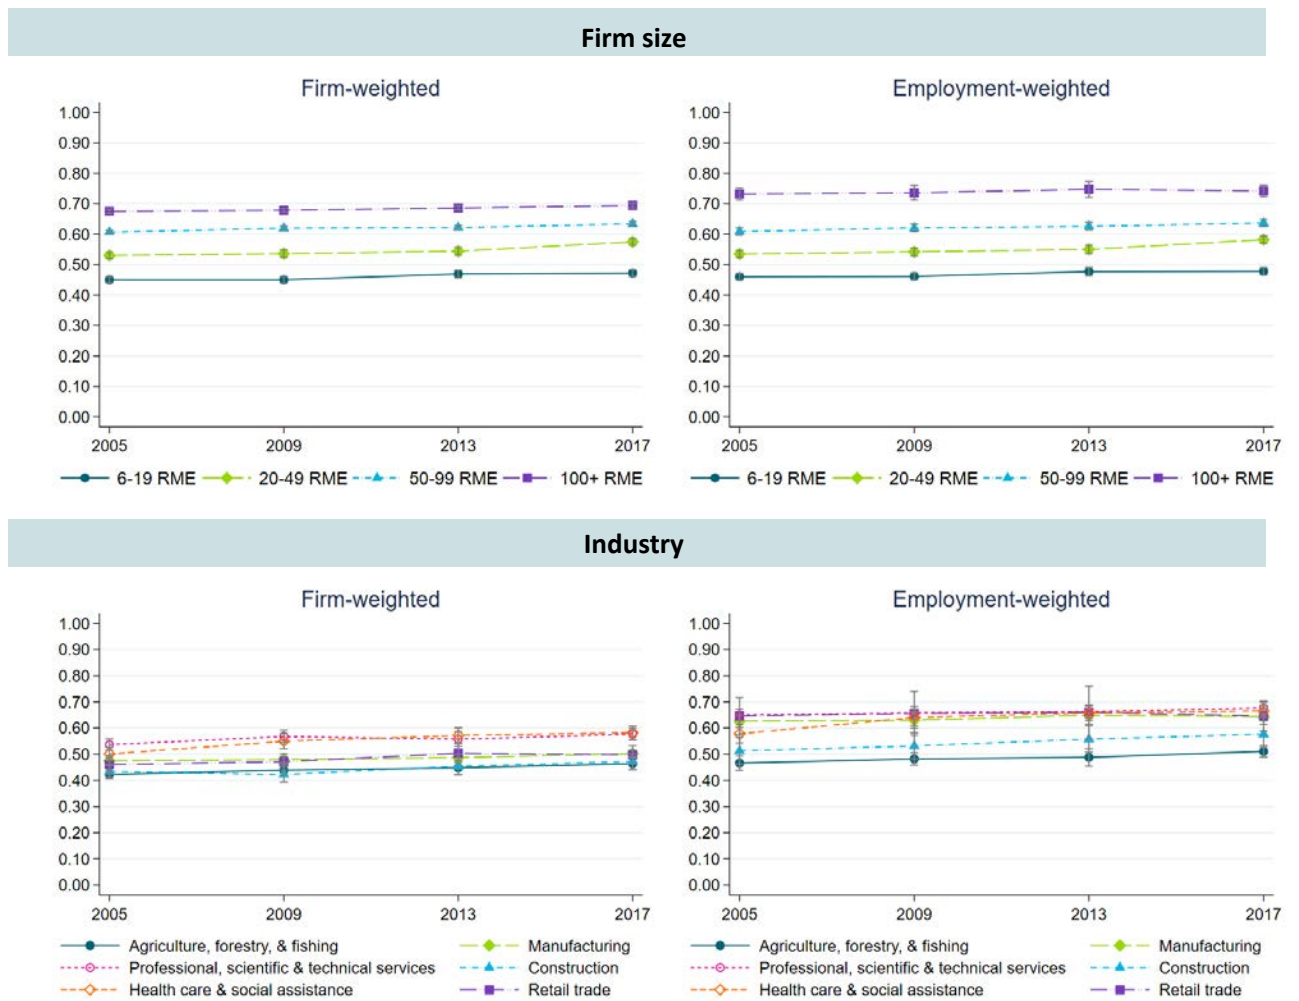 Firm size
Firm-weighted
1.00
0.90
0.80
0.70
0.60
0.50
0.40
0.30
0.20
0.10
0.00
2005 2009 2013 2017
6-19 RME 20-49 RME 50-99 RME 100+ RME
Employment-weighted
1.00
0.90
0.80
0.70
0.60
0.50
0.40
0.30
0.20
0.10
0.00
2005 2009 2013 2017
6-19 RME 20-49 RME 50-99 RME 100+ RME
Industry
Firm-weighted
1.00
0.90
0.80
0.70
0.60
0.50
0.40
0.30
0.20
0.10
0.00
2005 2009 2013 2017
Agriculture, forestry, & fishing Manufacturing
Professional, scientific & technical services Construction
Health care & social assistance Retail trade
Employment-weighted
1.00
0.90
0.80
0.70
0.60
0.50
0.40
0.30
0.20
0.10
0.00
2005 2009 2013 2017
Agriculture, forestry, & fishing Manufacturing
Professional, scientific & technical services Construction
Health care & social assistance Retail trade